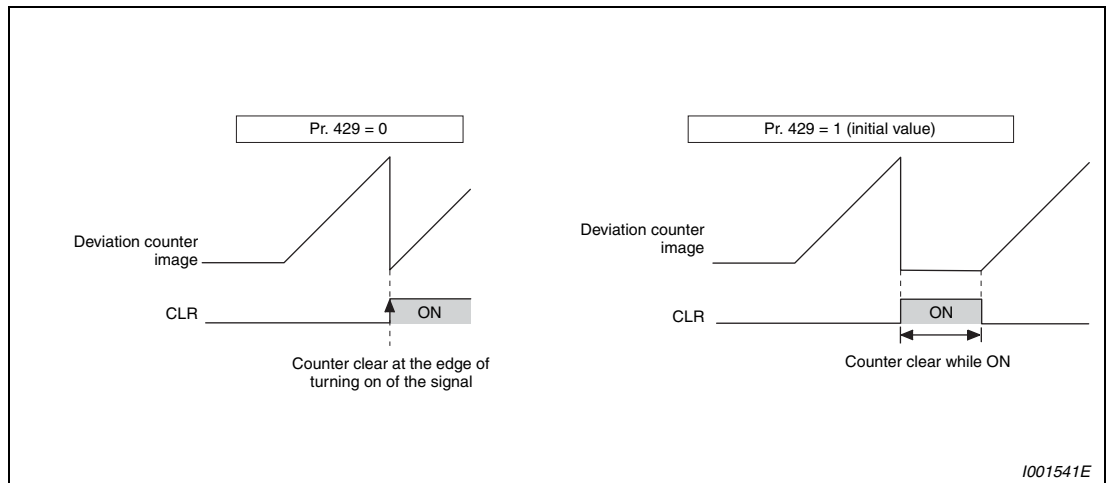 Pr. 429 = 0
Deviation counter
image
CLR
ON
Counter clear at the edge of
turning on of the signal
Pr. 429 = 1 (initial value)
Deviation counter
image
CLR
ON
Counter clear while ON
I001541E